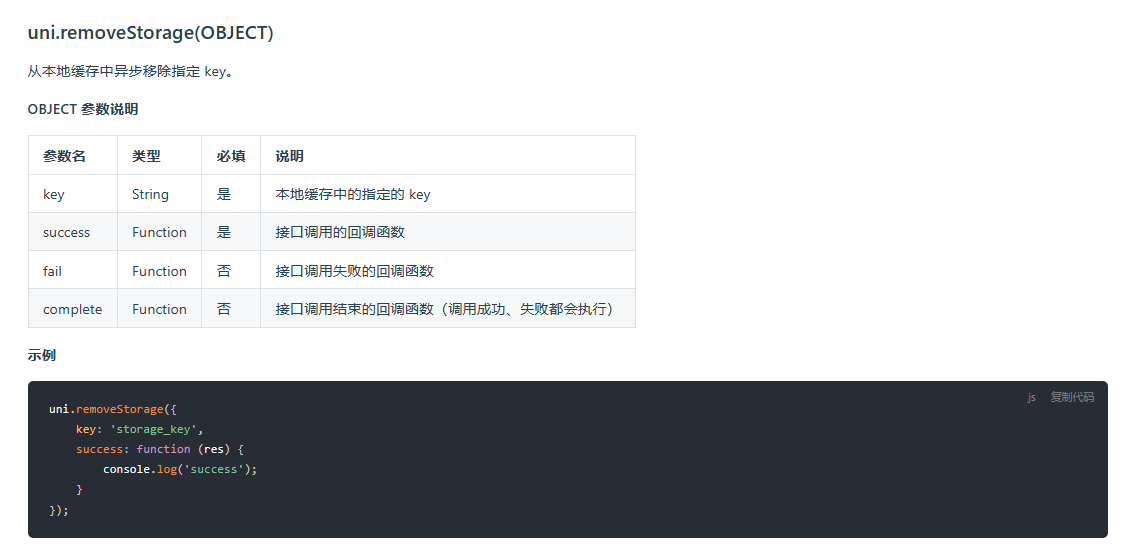 uni.removeStorage(OBJECT)
从本地缓存中异步移除指定 key。
OBJECT 参数说明
参数名 类型 必填 说明
key String 是 本地缓存中的指定的 key
success Function 是 接口调用的回调函数
fail Function 否 接口调用失败的回调函数
complete Function 否 接口调用结束的回调函数（调用成功、失败都会执行）
示例
js 复制代码
uni.removeStorage({
    key: 'storage_key',
    success: function (res) {
        console.log('success');
    }
});